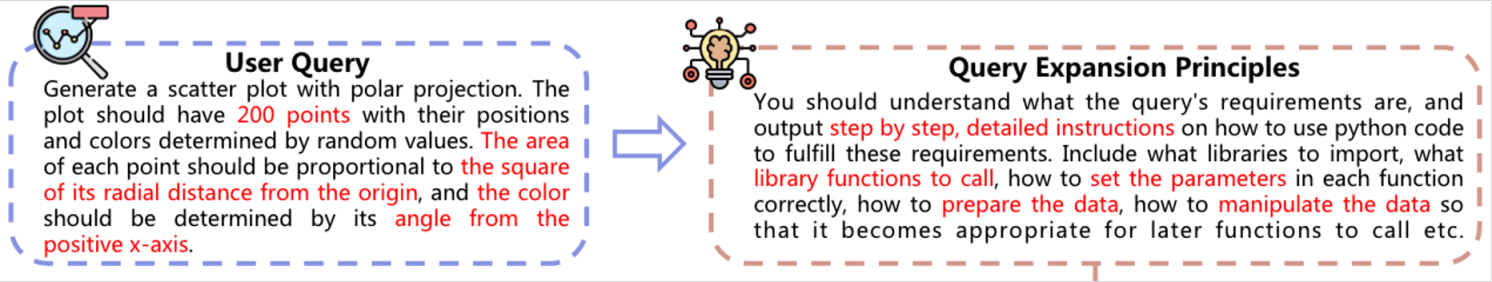 User Query
Generate a scatter plot with polar projection. The
plot should have 200 points with their positions
and colors determined by random values. The area
of each point should be proportional to the square
of its radial distance from the origin, and the color
should be determined by its angle from the
positive x-axis.
Query Expansion Principles
You should understand what the query's requirements are, and
output step by step, detailed instructions on how to use python code
to fulfill these requirements. Include what libraries to import, what
library functions to call, how to set the parameters in each function
correctly, how to prepare the data, how to manipulate the data so
that it becomes appropriate for later functions to call etc.